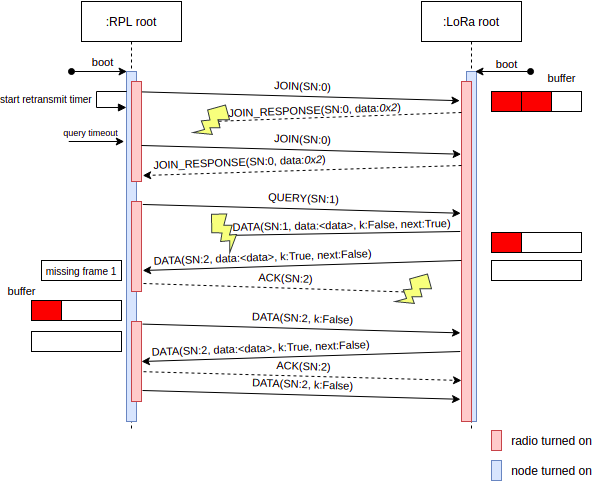 :RPL root
:LoRa root
boot
boot
buffer
JOIN(SN:0)
start retransmit timer
JOIN_RESPONSE(SN:0, data:0x2)
query timeout
JOIN(SN:0)
JOIN_RESPONSE(SN:0, data:0x2)
QUERY(SN:1)
DATA(SN:1, data:<data>, k:False, next:True)
DATA(SN:2, data:<data>, k:True, next:False)
missing frame 1
ACK(SN:2)
buffer
DATA(SN:2, k:False)
DATA(SN:2, data:<data>, k:True, next:False)
ACK(SN:2)
DATA(SN:2, k:False)
radio turned on
node turned on